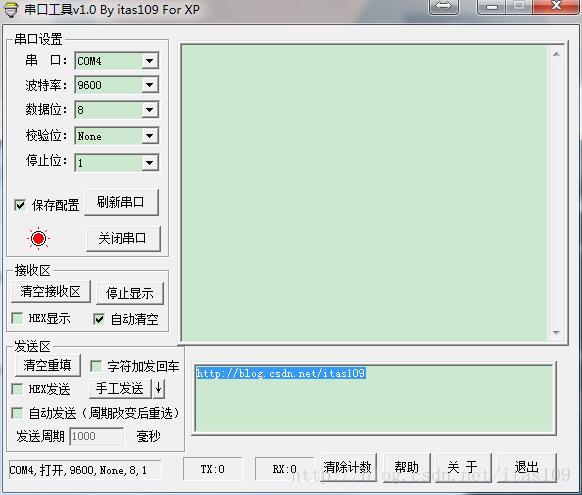 串口工具v1.0 By itas109 For XP
串口设置
串 口: COM4
波特率: 9600
数据位: 8
校验位: None
停止位: 1
保存配置 刷新串口
关闭串口
接收区
清空接收区 停止显示
HEX显示 自动清空
发送区
清空重填 字符加发回车
HEX发送 手工发送 ↓
自动发送（周期改变后重选）
发送周期 1000 毫秒
http://blog.csdn.net/itas109
COM4,打开,9600,None,8,1 TX:0 RX:0 清除计数 帮助 关 于 退出
http://blog.csdn.net/itas109